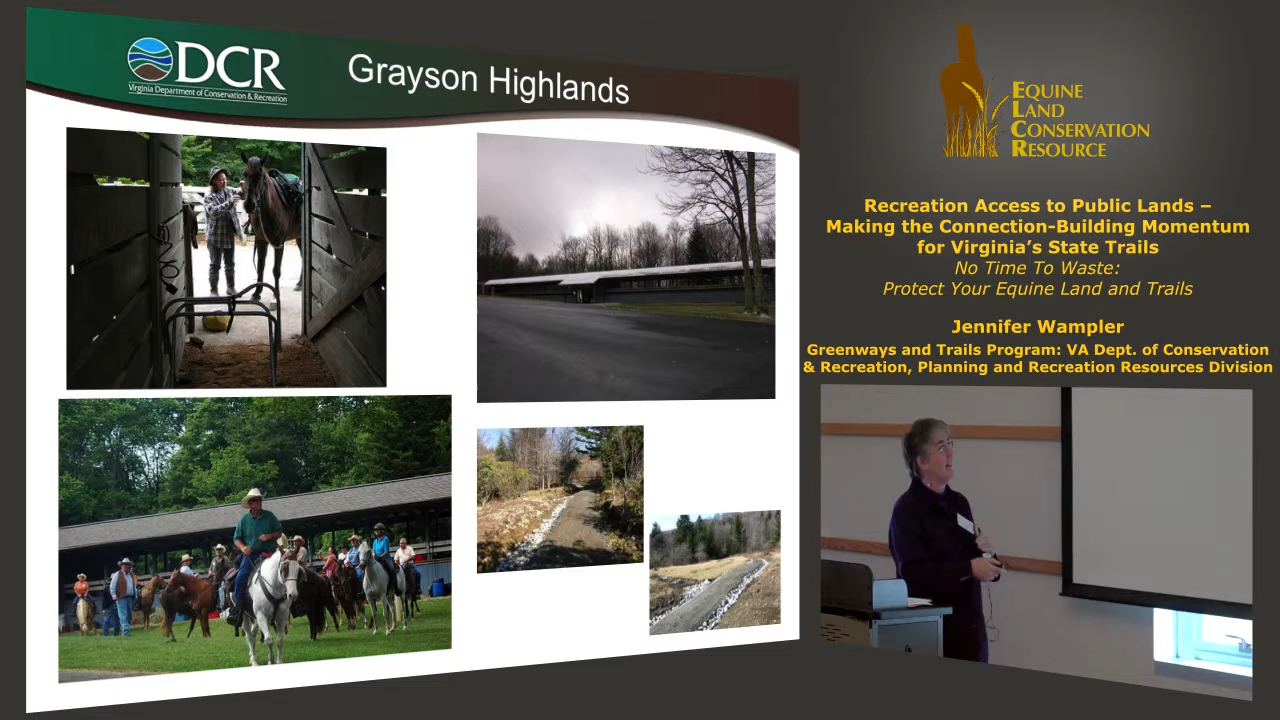 DCR
Virginia Department of Conservation & Recreation
Grayson Highlands
EQUINE
LAND
CONSERVATION
RESOURCE
Recreation Access to Public Lands –
Making the Connection-Building Momentum
for Virginia's State Trails
No Time To Waste:
Protect Your Equine Land and Trails
Jennifer Wampler
Greenways and Trails Program: VA Dept. of Conservation
& Recreation, Planning and Recreation Resources Division